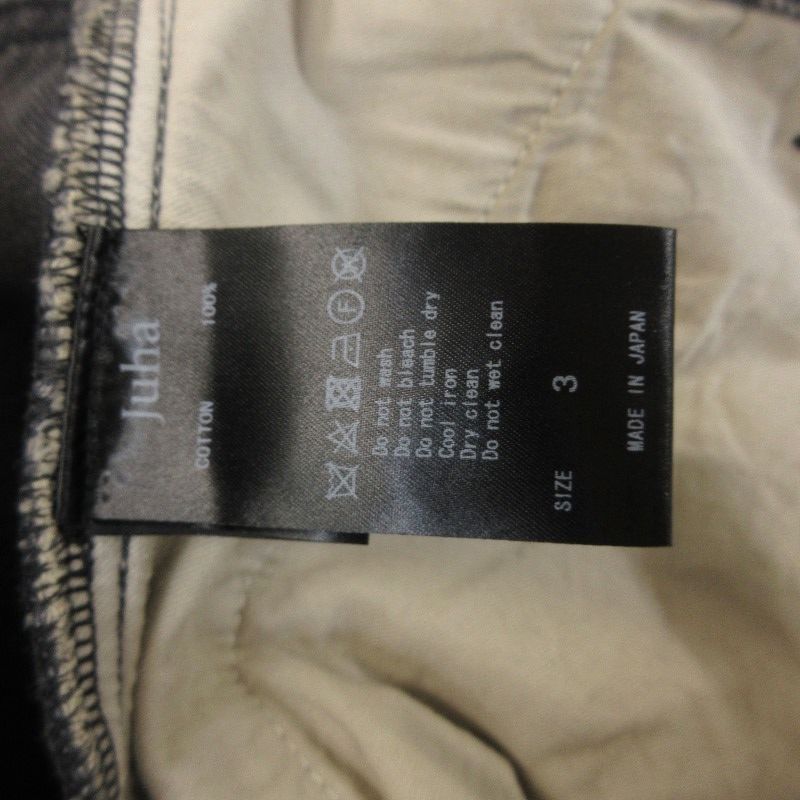 Juha
COTTON 100%
F
Do not wash
Do not bleach
Do not tumble dry
Cool iron
Dry clean
Do not wet clean
SIZE 3
MADE IN JAPAN